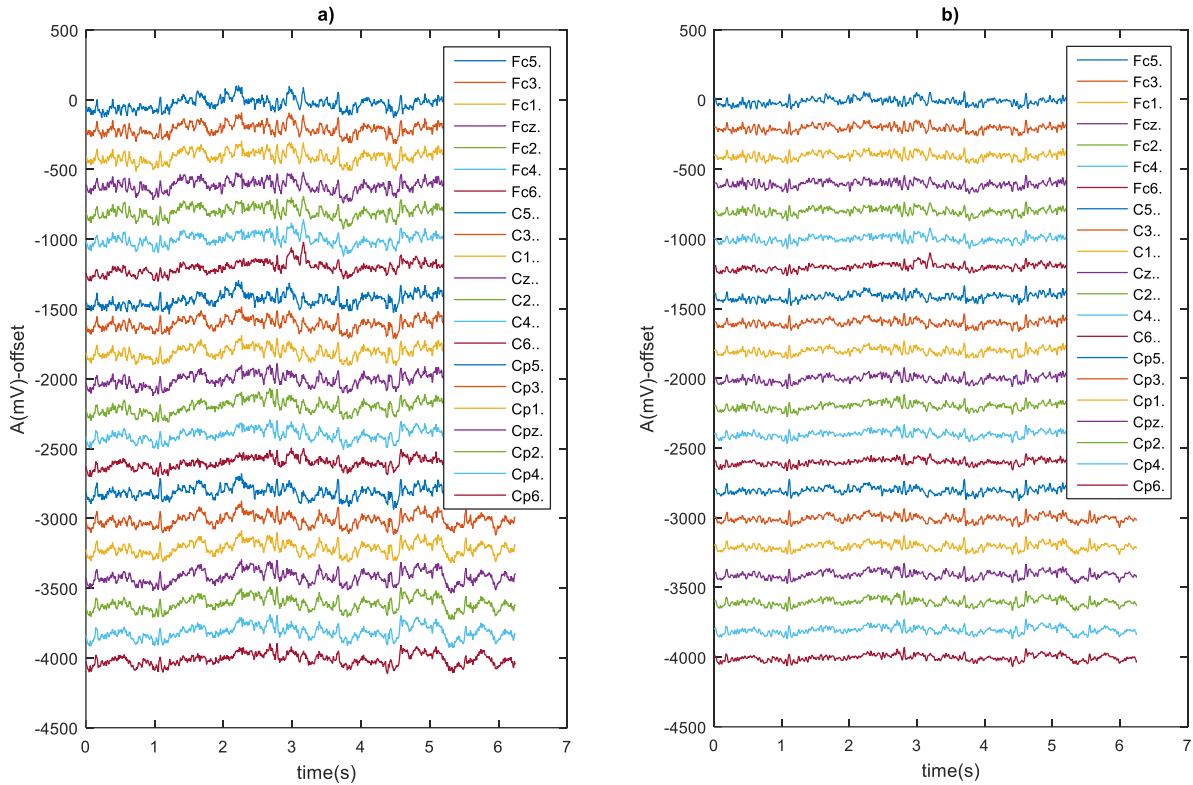 a)
500
0
-500
-1000
-1500
-2000
-2500
-3000
-3500
-4000
-4500
A(mV)-offset
0 1 2 3 4 5 6 7
time(s)
Fc5.
Fc3.
Fc1.
Fcz.
Fc2.
Fc4.
Fc6.
C5..
C3..
C1..
Cz..
C2..
C4..
C6..
Cp5.
Cp3.
Cp1.
Cpz.
Cp2.
Cp4.
Cp6.
b)
500
0
-500
-1000
-1500
-2000
-2500
-3000
-3500
-4000
-4500
A(mV)-offset
0 1 2 3 4 5 6 7
time(s)
Fc5.
Fc3.
Fc1.
Fcz.
Fc2.
Fc4.
Fc6.
C5..
C3..
C1..
Cz..
C2..
C4..
C6..
Cp5.
Cp3.
Cp1.
Cpz.
Cp2.
Cp4.
Cp6.